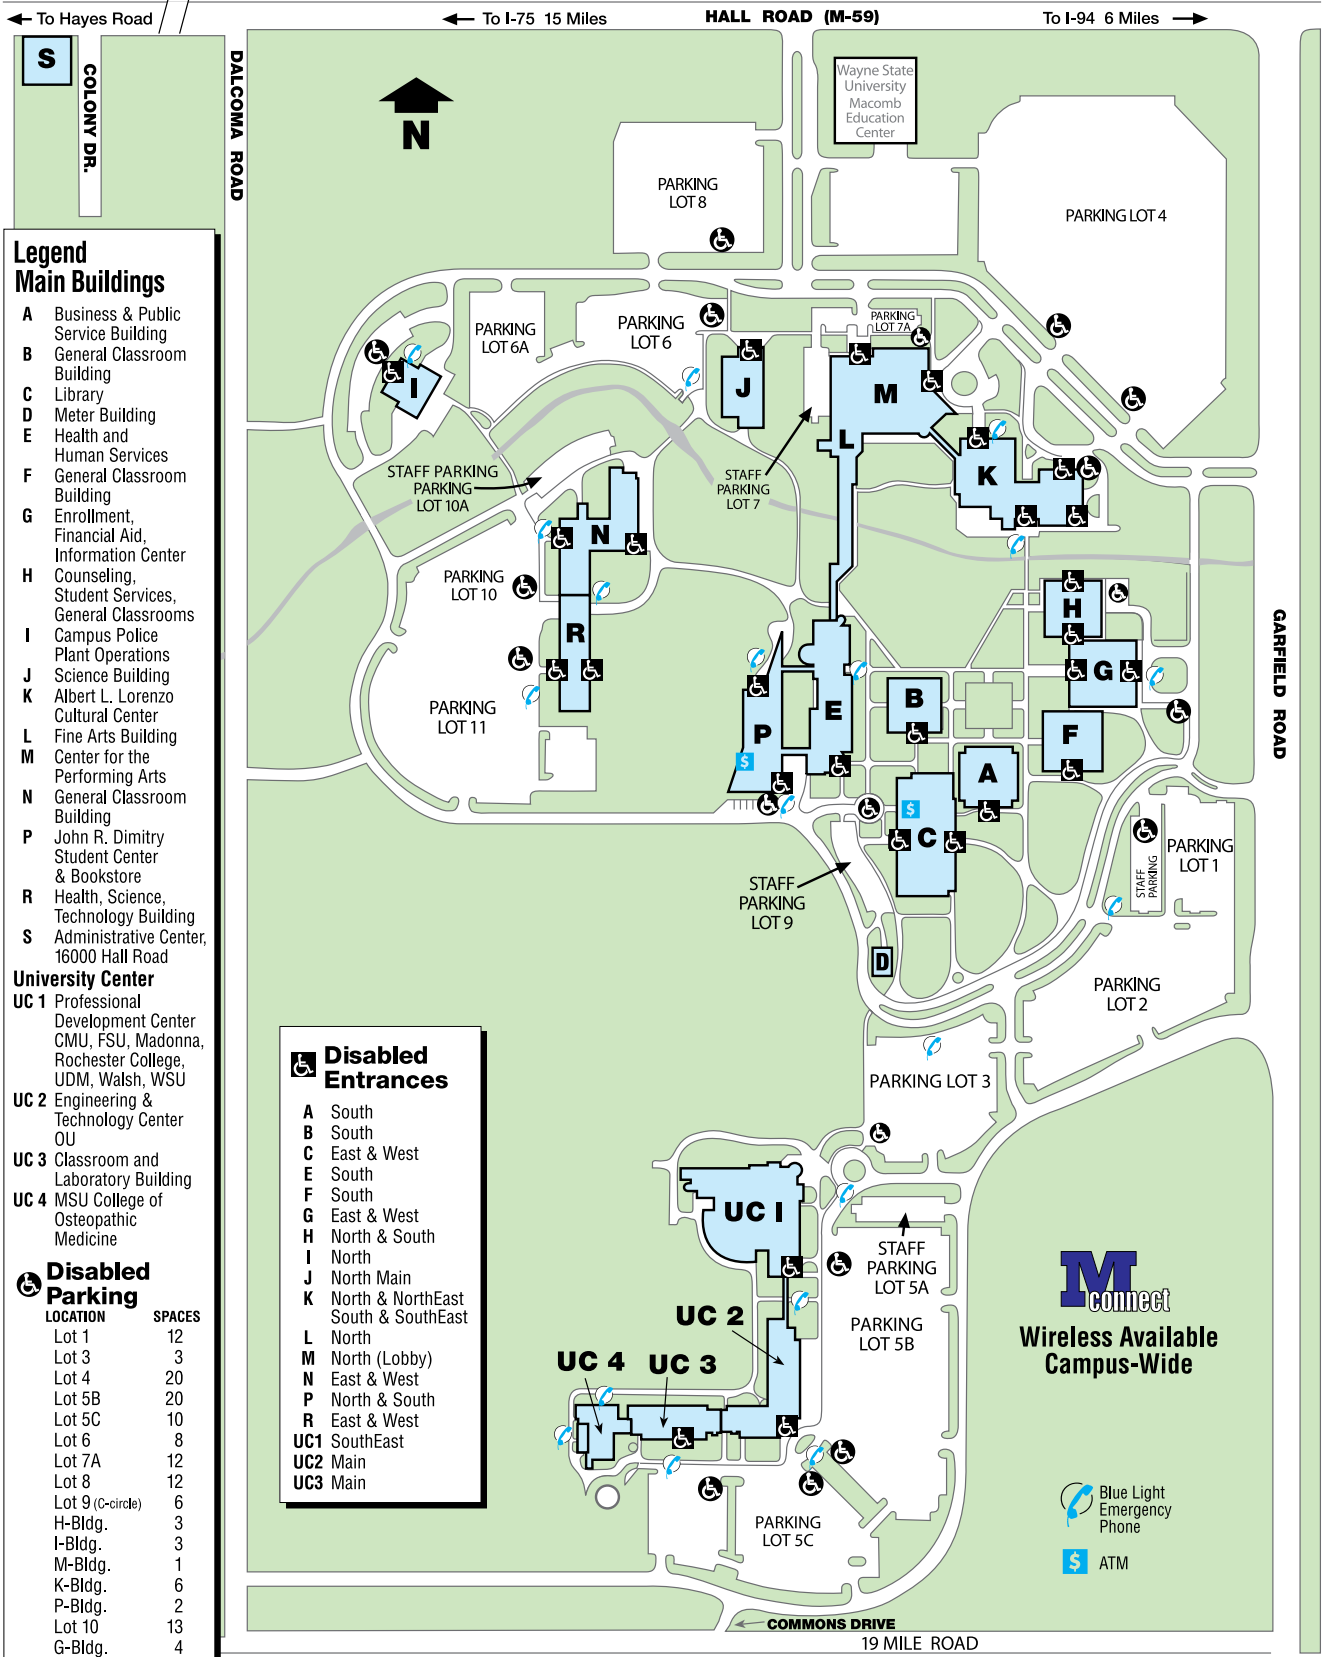 To Hayes Road
To I-75 15 Miles
HALL ROAD (M-59)
To I-94 6 Miles
S
COLONY DR.
DALCOMA ROAD
N
Wayne State
University
Macomb
Education
Center
PARKING
LOT 8
PARKING LOT 4
Legend
Main Buildings
A Business & Public
Service Building
B General Classroom
Building
C Library
D Meter Building
E Health and
Human Services
F General Classroom
Building
G Enrollment,
Financial Aid,
Information Center
H Counseling,
Student Services,
General Classrooms
I Campus Police
Plant Operations
J Science Building
K Albert L. Lorenzo
Cultural Center
L Fine Arts Building
M Center for the
Performing Arts
N General Classroom
Building
P John R. Dimitry
Student Center
& Bookstore
R Health, Science,
Technology Building
S Administrative Center,
16000 Hall Road
University Center
UC 1 Professional
Development Center
CMU, FSU, Madonna,
Rochester College,
UDM, Walsh, WSU
UC 2 Engineering &
Technology Center
OU
UC 3 Classroom and
Laboratory Building
UC 4 MSU College of
Osteopathic
Medicine
Disabled
Parking
LOCATION SPACES
Lot 1 12
Lot 3 3
Lot 4 20
Lot 5B 20
Lot 5C 10
Lot 6 8
Lot 7A 12
Lot 8 12
Lot 9 (C-circle) 6
H-Bldg. 3
I-Bldg. 3
M-Bldg. 1
K-Bldg. 6
P-Bldg. 2
Lot 10 13
G-Bldg. 4
PARKING
LOT 6A
PARKING
LOT 6
PARKING
LOT 7A
I
J
M
L
K
STAFF PARKING
PARKING
LOT 10A
STAFF
PARKING
LOT 7
N
PARKING
LOT 10
R
PARKING
LOT 11
H
G
F
GARFIELD ROAD
P
$
E
B
A
$
C
STAFF
PARKING
LOT 9
D
STAFF
PARKING
PARKING
LOT 1
PARKING
LOT 2
PARKING LOT 3
Disabled
Entrances
A South
B South
C East & West
E South
F South
G East & West
H North & South
I North
J North Main
K North & NorthEast
South & SouthEast
L North
M North (Lobby)
N East & West
P North & South
R East & West
UC1 SouthEast
UC2 Main
UC3 Main
UC I
STAFF
PARKING
LOT 5A
UC 2
PARKING
LOT 5B
UC 4
UC 3
PARKING
LOT 5C
M
connect
Wireless Available
Campus-Wide
Blue Light
Emergency
Phone
$ ATM
COMMONS DRIVE
19 MILE ROAD